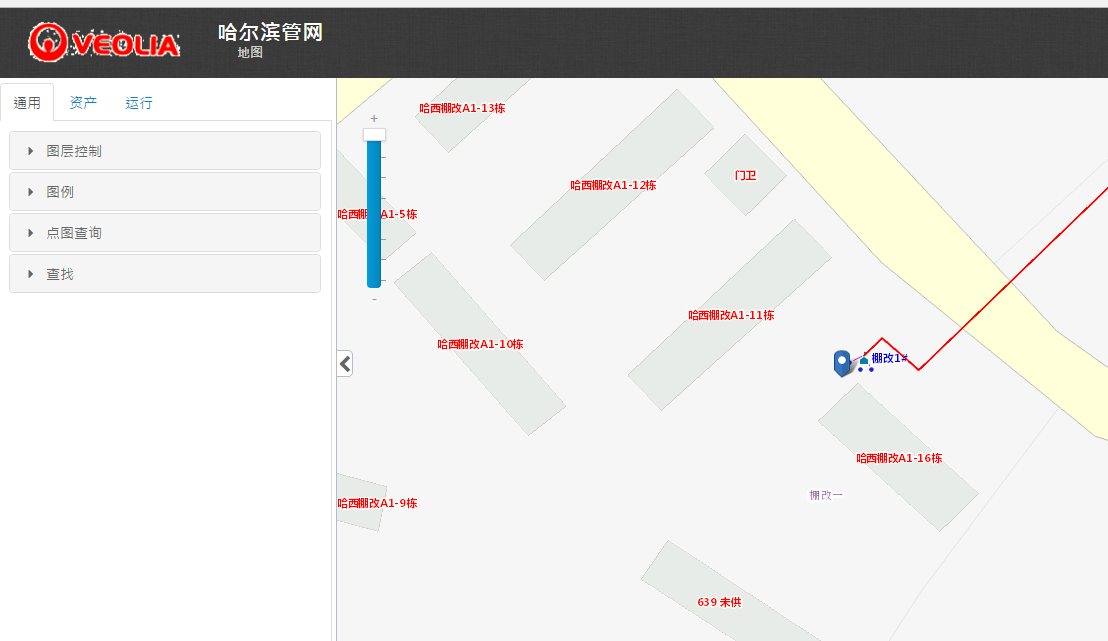 VEOLIA
哈尔滨管网
地图
通用
资产
运行
图层控制
图例
点图查询
查找
+
-
哈西棚改A1-13栋
哈西棚改A1-12栋
门卫
哈西棚A1-5栋
哈西棚改A1-11栋
哈西棚改A1-10栋
棚改1#
哈西棚改A1-16栋
棚改一
哈西棚改A1-9栋
639 未供